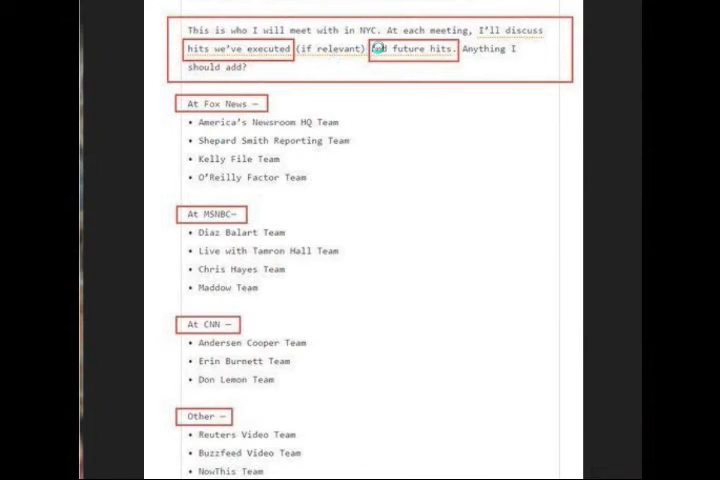 This is who I will meet with in NYC. At each meeting, I'll discuss
hits we've executed (if relevant) and future hits. Anything I
should add?
At Fox News —
• America's Newsroom HQ Team
• Shepard Smith Reporting Team
• Kelly File Team
• O'Reilly Factor Team
At MSNBC—
• Diaz Balart Team
• Live with Tamron Hall Team
• Chris Hayes Team
• Maddow Team
At CNN —
• Andersen Cooper Team
• Erin Burnett Team
• Don Lemon Team
Other —
• Reuters Video Team
• Buzzfeed Video Team
• NowThis Team